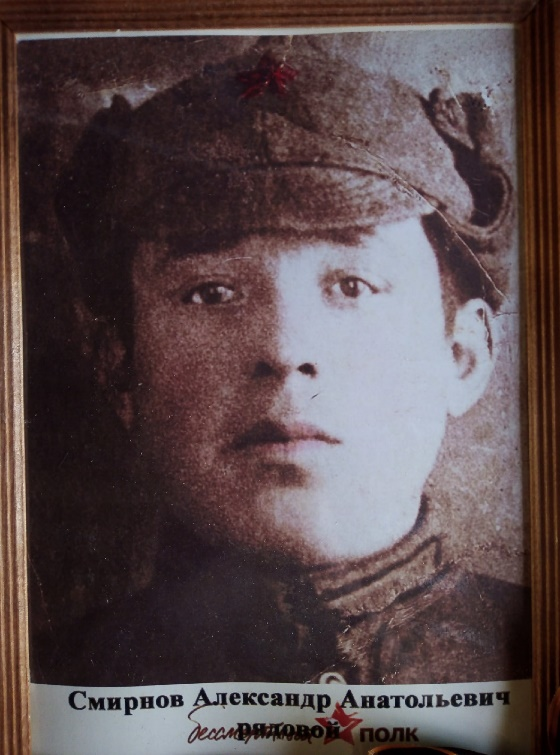 Смирнов Александр Анатольевич
рядовой
бессмертный ПОЛК